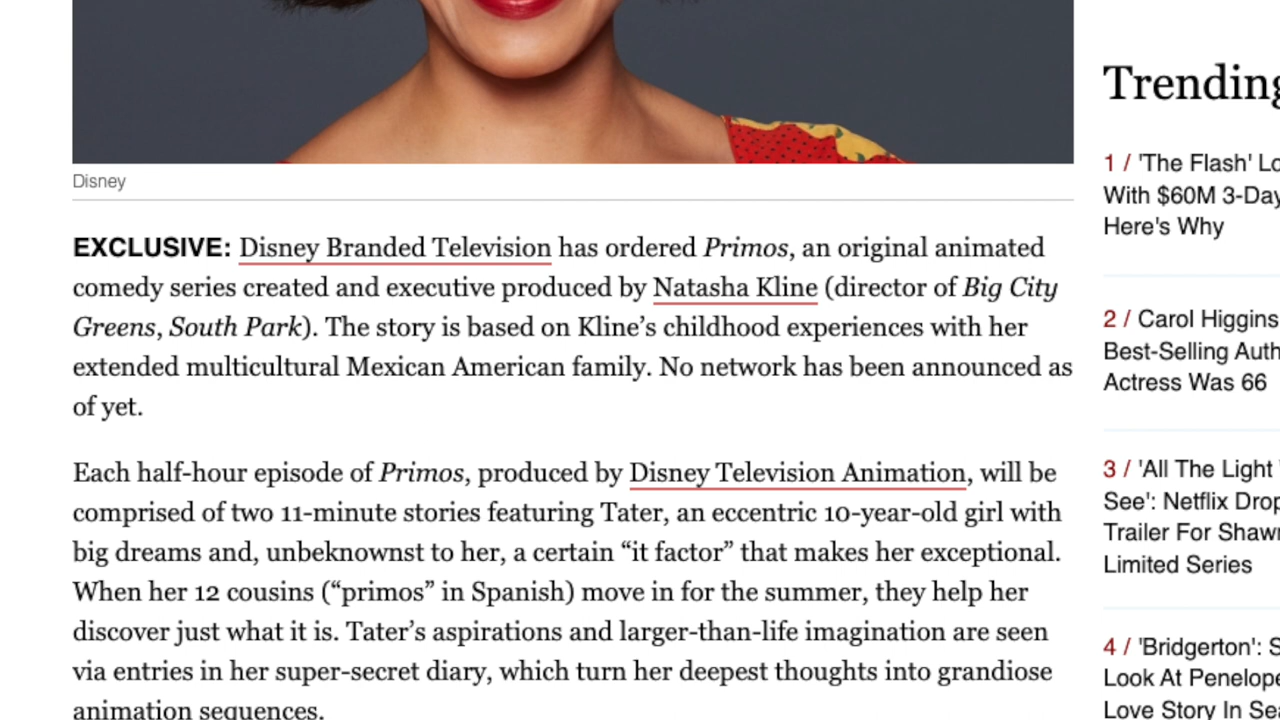 Disney
EXCLUSIVE: Disney Branded Television has ordered Primos, an original animated
comedy series created and executive produced by Natasha Kline (director of Big City
Greens, South Park). The story is based on Kline’s childhood experiences with her
extended multicultural Mexican American family. No network has been announced as
of yet.
Each half-hour episode of Primos, produced by Disney Television Animation, will be
comprised of two 11-minute stories featuring Tater, an eccentric 10-year-old girl with
big dreams and, unbeknownst to her, a certain “it factor” that makes her exceptional.
When her 12 cousins (“primos” in Spanish) move in for the summer, they help her
discover just what it is. Tater’s aspirations and larger-than-life imagination are seen
via entries in her super-secret diary, which turn her deepest thoughts into grandiose
animation sequences.
Trending
1 / 'The Flash' Lo
With $60M 3-Day
Here's Why
2 / Carol Higgins
Best-Selling Auth
Actress Was 66
3 / 'All The Light
See': Netflix Drop
Trailer For Shawn
Limited Series
4 / 'Bridgerton': S
Look At Penelope
Love Story In Sea